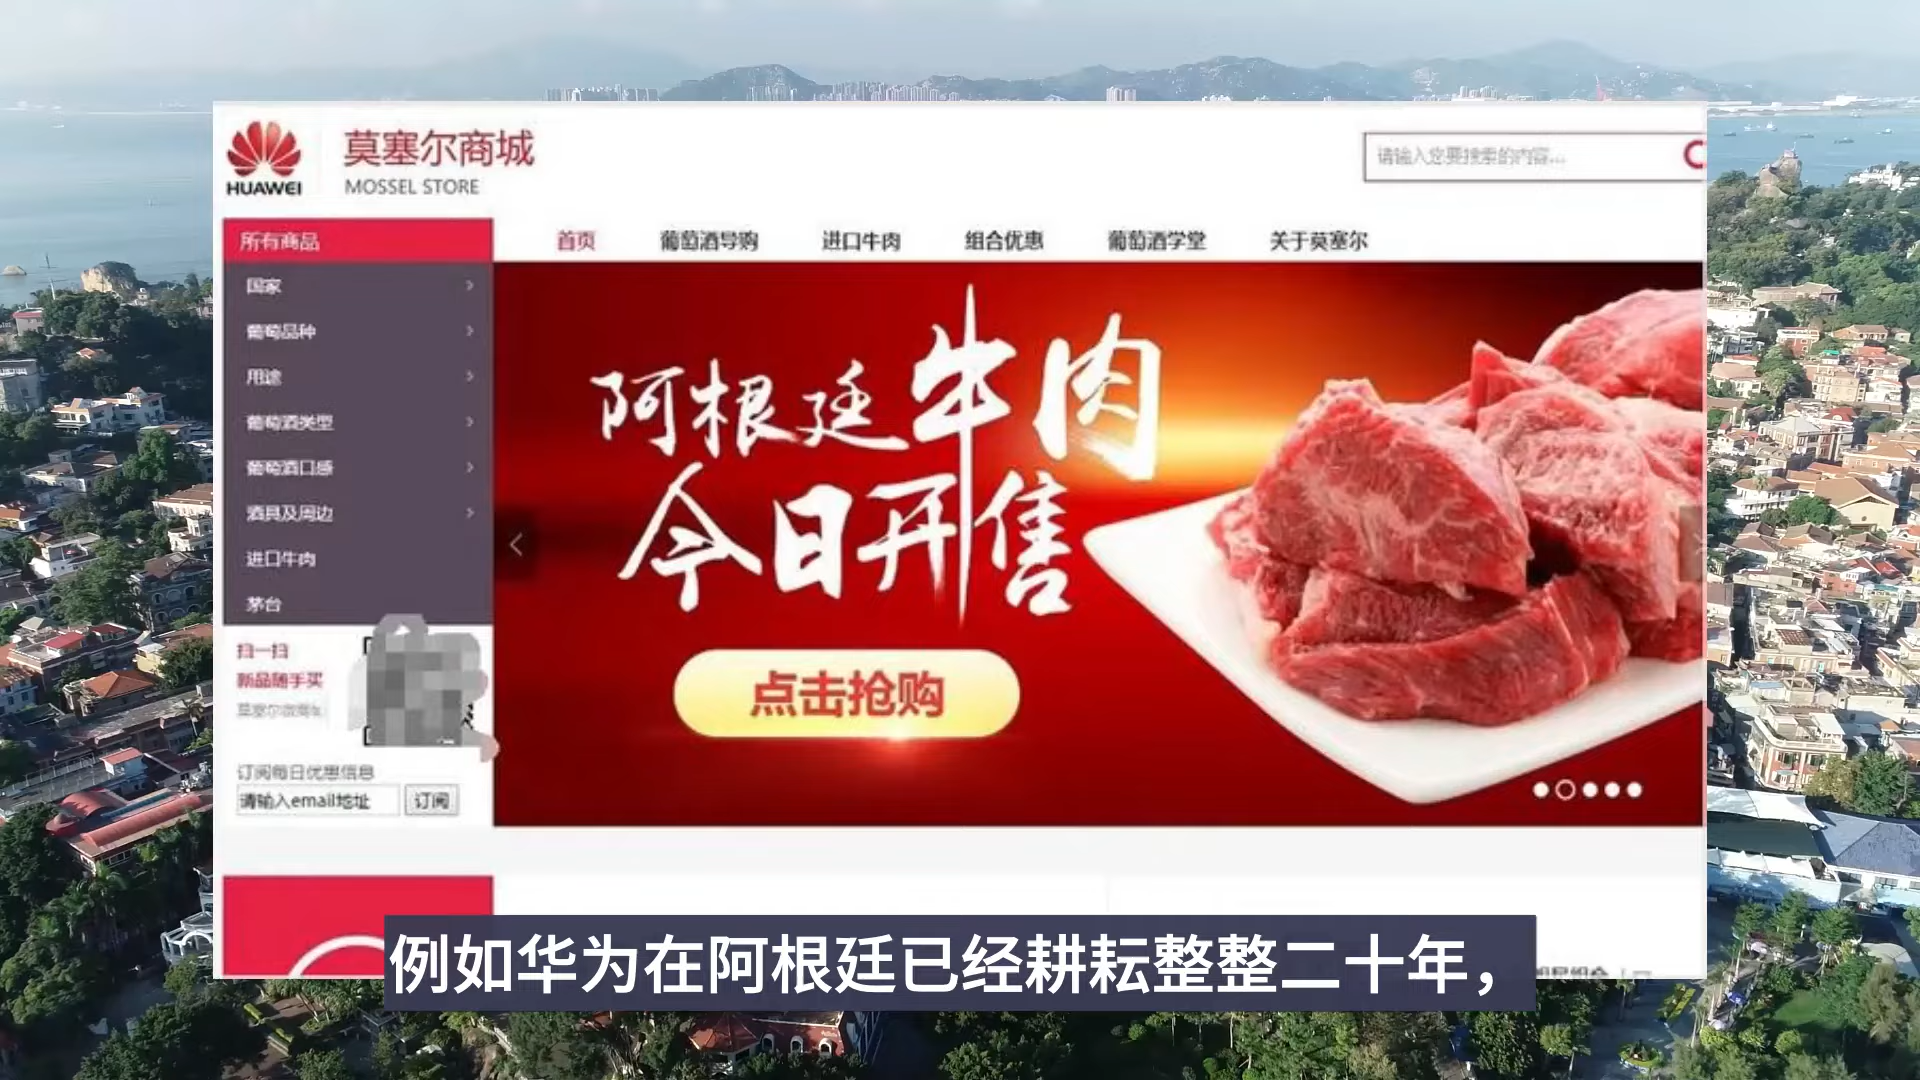 HUAWEI
莫塞尔商城
MOSSEL STORE
请输入您要搜索的内容...
所有商品
首页
葡萄酒导购
进口牛肉
组合优惠
葡萄酒学堂
关于莫塞尔
国家
葡萄品种
用途
葡萄酒类型
葡萄酒口感
酒具及周边
进口牛肉
茅台
阿根廷牛肉
今日开售
点击抢购
扫一扫
新品随手买
订阅每日优惠信息
请输入email地址
订阅
例如华为在阿根廷已经耕耘整整二十年，